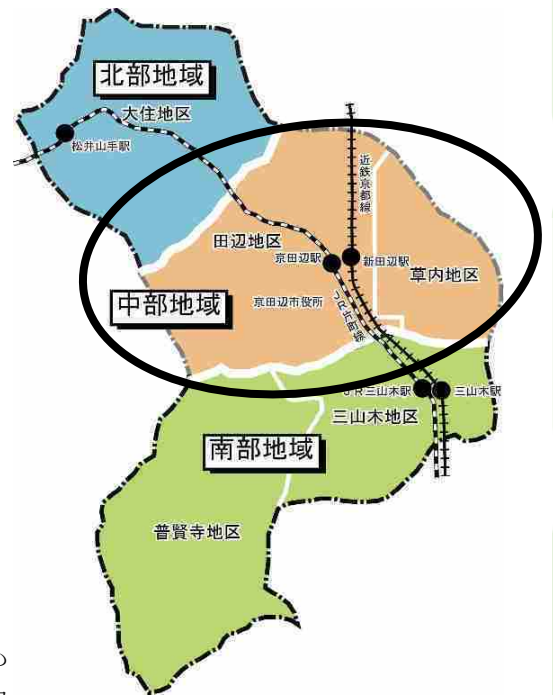 北部地域
大住地区
松井山手駅
近鉄京都線
田辺地区
京田辺駅
新田辺駅
草内地区
中部地域
京田辺市役所
JR片町線
JR三山木駅
三山木駅
三山木地区
南部地域
普賢寺地区